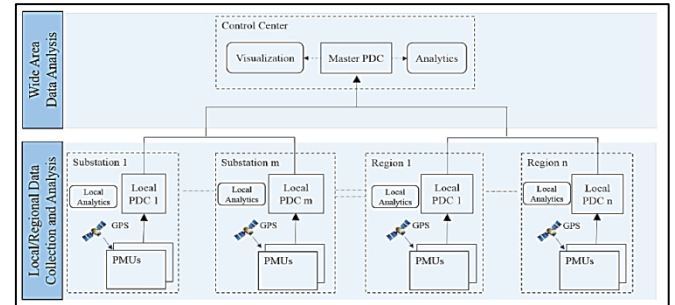 Wide Area
Data Analysis
Control Center
Visualization
Master PDC
Analytics
Local/Regional Data
Collection and Analysis
Substation 1
Local
Analytics
Local
PDC 1
GPS
PMUs
Substation m
Local
Analytics
Local
PDC m
GPS
PMUs
Region 1
Local
Analytics
Local
PDC 1
GPS
PMUs
Region n
Local
Analytics
Local
PDC n
GPS
PMUs